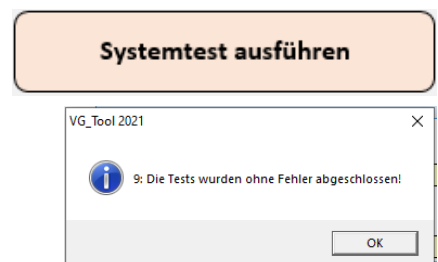 Systemtest ausführen
VG_Tool 2021
9: Die Tests wurden ohne Fehler abgeschlossen!
OK